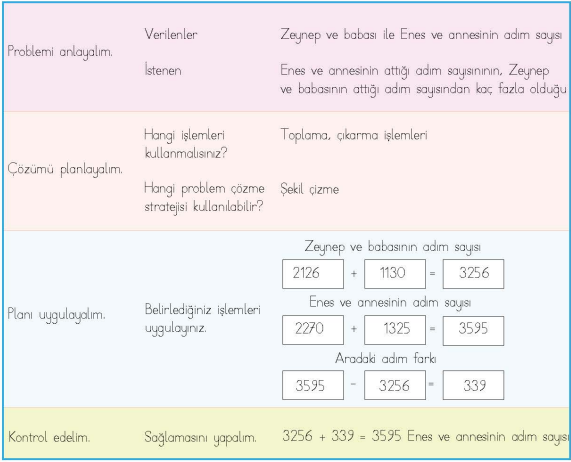 Problemi anlayalım.
Verilenler
Zeynep ve babası ile Enes ve annesinin adım sayısı
İstenen
Enes ve annesinin attığı adım sayısınının, Zeynep
ve babasının attığı adım sayısından kaç fazla olduğu
Çözümü planlayalım.
Hangi işlemleri
kullanmalısınız?
Toplama, çıkarma işlemleri
Hangi problem çözme
stratejisi kullanılabilir?
Şekil çizme
Planı uygulayalım.
Belirlediğiniz işlemleri
uygulayınız.
Zeynep ve babasının adım sayısı
2126 + 1130 = 3256
Enes ve annesinin adım sayısı
2270 + 1325 = 3595
Aradaki adım farkı
3595 - 3256 = 339
Kontrol edelim.
Sağlamasını yapalım.
3256 + 339 = 3595 Enes ve annesinin adım sayısı